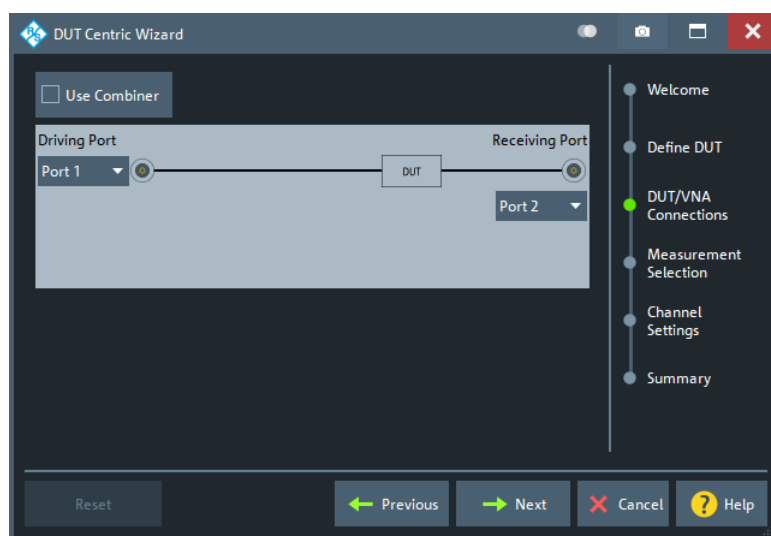 DUT Centric Wizard
Use Combiner
Driving Port
Receiving Port
Port 1
DUT
Port 2
Welcome
Define DUT
DUT/VNA
Connections
Measurement
Selection
Channel
Settings
Summary
Reset
Previous
Next
Cancel
? Help